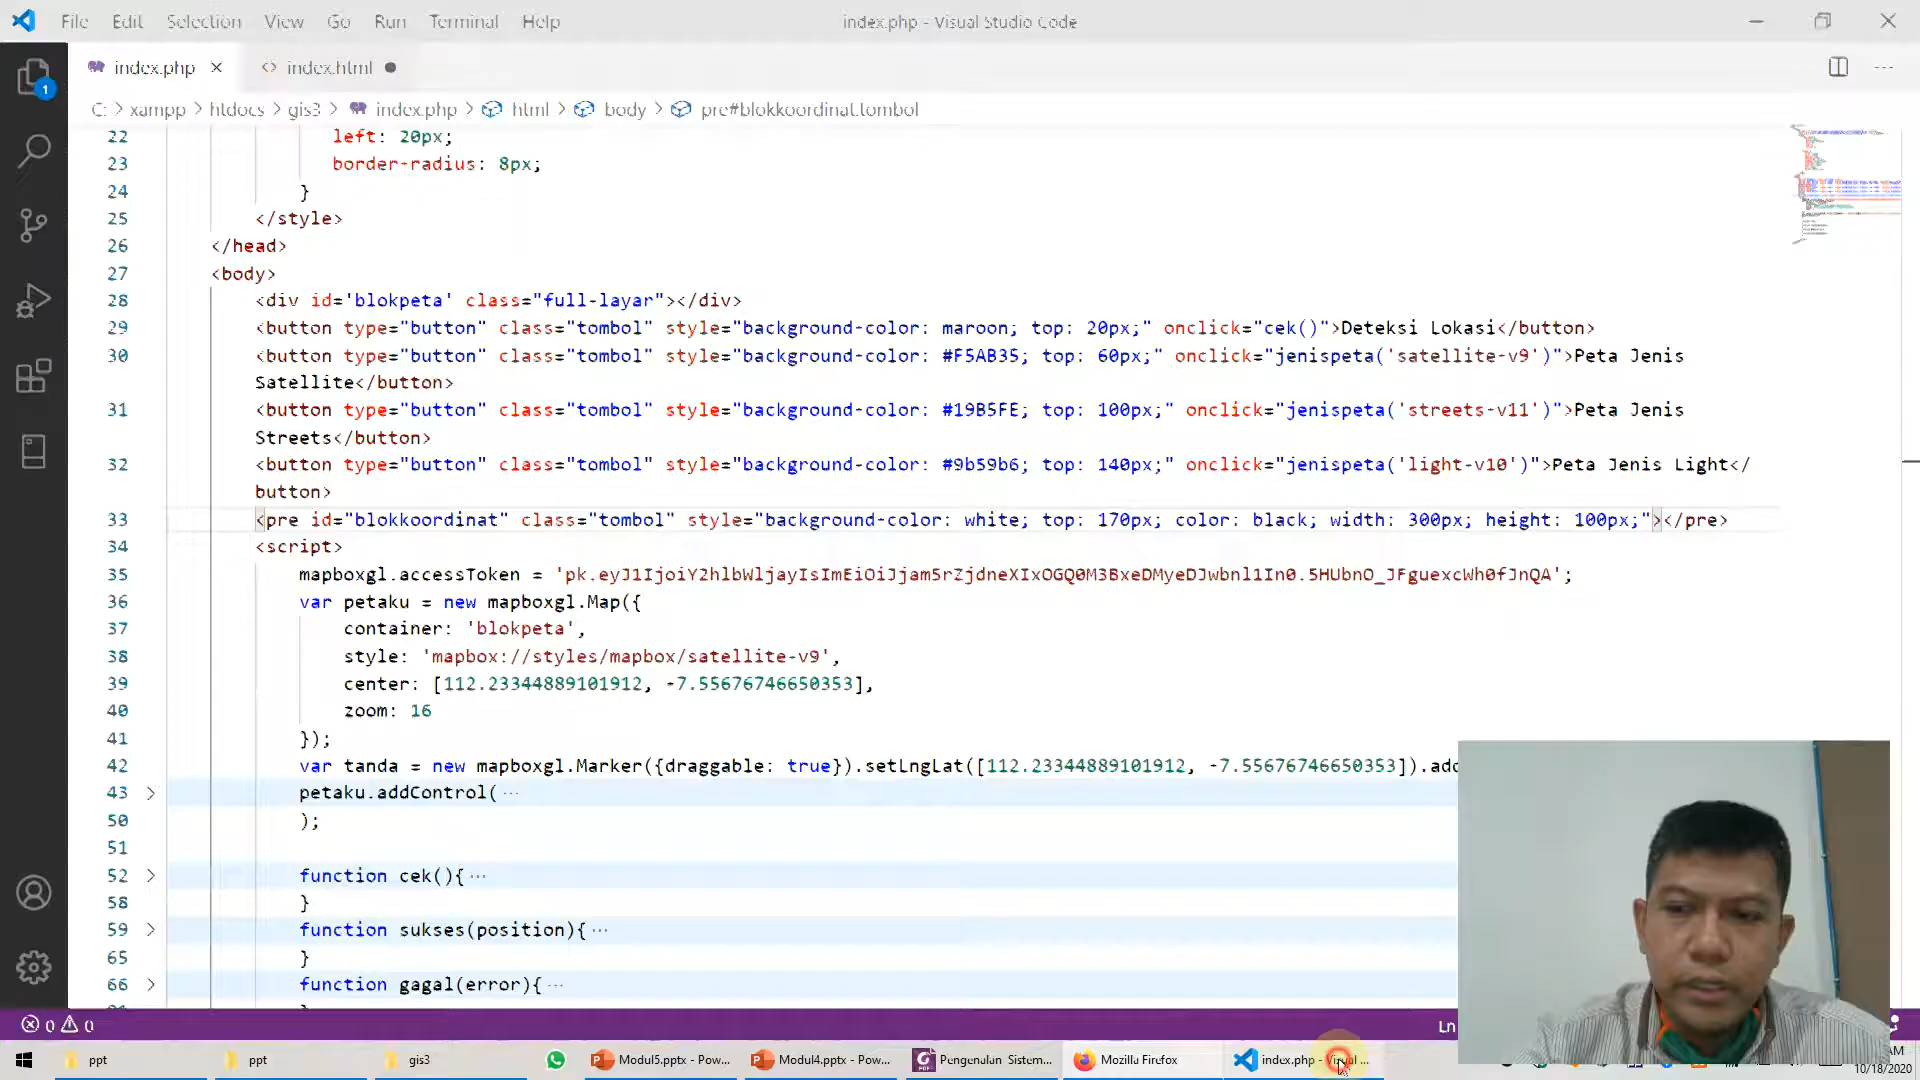 File Edit Selection View Go Run Terminal Help index.php - Visual Studio Code
index.php index.html
C: > xampp > htdocs > gis3 > index.php > html > body > pre#blokkoordinat.tombol
22 left: 20px;
23 border-radius: 8px;
24 }
25 </style>
26 </head>
27 <body>
28 <div id='blokpeta' class="full-layar"></div>
29 <button type="button" class="tombol" style="background-color: maroon; top: 20px;" onclick="cek()">Deteksi Lokasi</button>
30 <button type="button" class="tombol" style="background-color: #F5AB35; top: 60px;" onclick="jenispeta('satellite-v9')">Peta Jenis
Satellite</button>
31 <button type="button" class="tombol" style="background-color: #19B5FE; top: 100px;" onclick="jenispeta('streets-v11')">Peta Jenis
Streets</button>
32 <button type="button" class="tombol" style="background-color: #9b59b6; top: 140px;" onclick="jenispeta('light-v10')">Peta Jenis Light</
button>
33 <pre id="blokkoordinat" class="tombol" style="background-color: white; top: 170px; color: black; width: 300px; height: 100px;"></pre>
34 <script>
35 mapboxgl.accessToken = 'pk.eyJ1IjoiY2hlbWljayIsImEiOiJjam5rZjdneXIxOGQ0M3BxeDMyeDJwbnl1In0.5HUbnO_JFguexcWh0fJnQA';
36 var petaku = new mapboxgl.Map({
37 container: 'blokpeta',
38 style: 'mapbox://styles/mapbox/satellite-v9',
39 center: [112.23344889101912, -7.55676746650353],
40 zoom: 16
41 });
42 var tanda = new mapboxgl.Marker({draggable: true}).setLngLat([112.23344889101912, -7.55676746650353]).add
43 petaku.addControl( ...
50 );
51
52 function cek(){ ...
58 }
59 function sukses(position){ ...
65 }
66 function gagal(error){ ...
0 0 Ln
ppt ppt gis3 Modul5.pptx - Pow... Modul4.pptx - Pow... Pengenalan Sistem... Mozilla Firefox index.php - Visual ... AM
10/18/2020